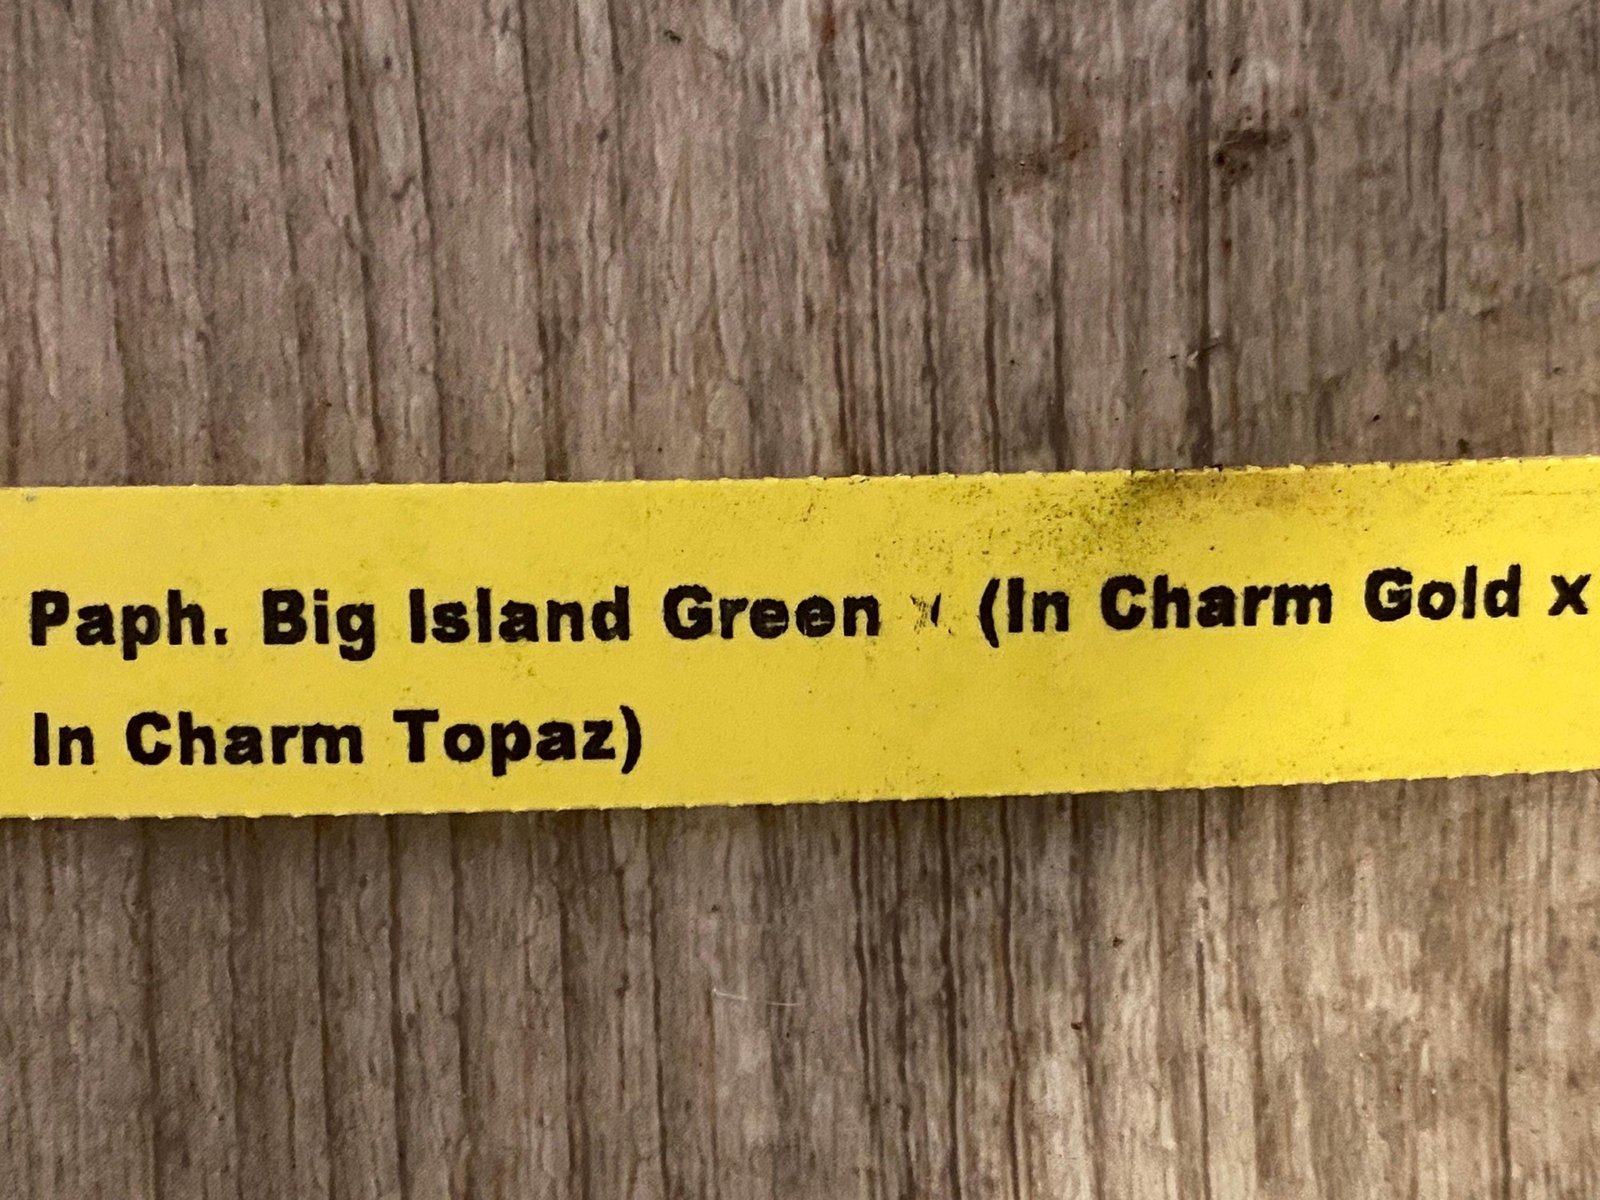 Paph. Big Island Green x (In Charm Gold x
In Charm Topaz)